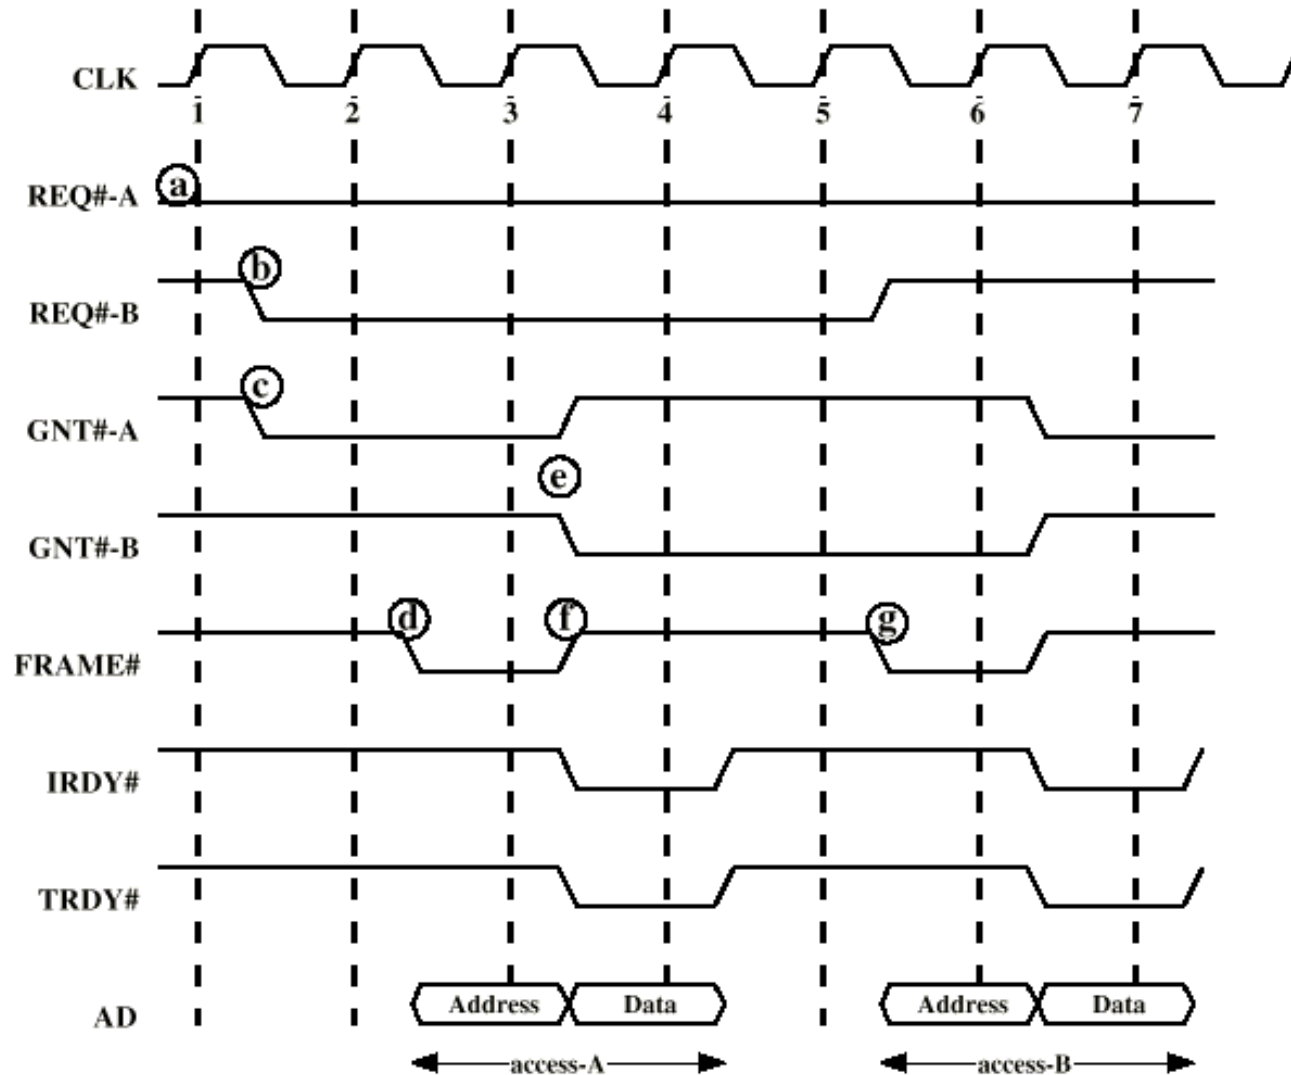 CLK
1 2 3 4 5 6 7
REQ#-A a
b
REQ#-B
c
GNT#-A
e
GNT#-B
d f g
FRAME#
IRDY#
TRDY#
AD Address Data Address Data
access-A access-B